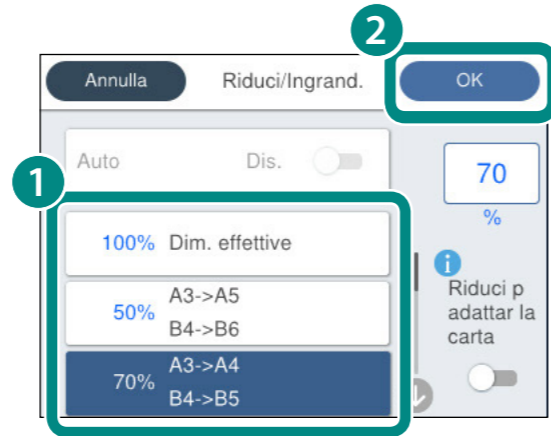 2
Annulla Riduci/Ingrand. OK
Auto Dis.
70
%
1
100% Dim. effettive
50% A3->A5
B4->B6
70% A3->A4
B4->B5
i
Riduci p
adattar la
carta